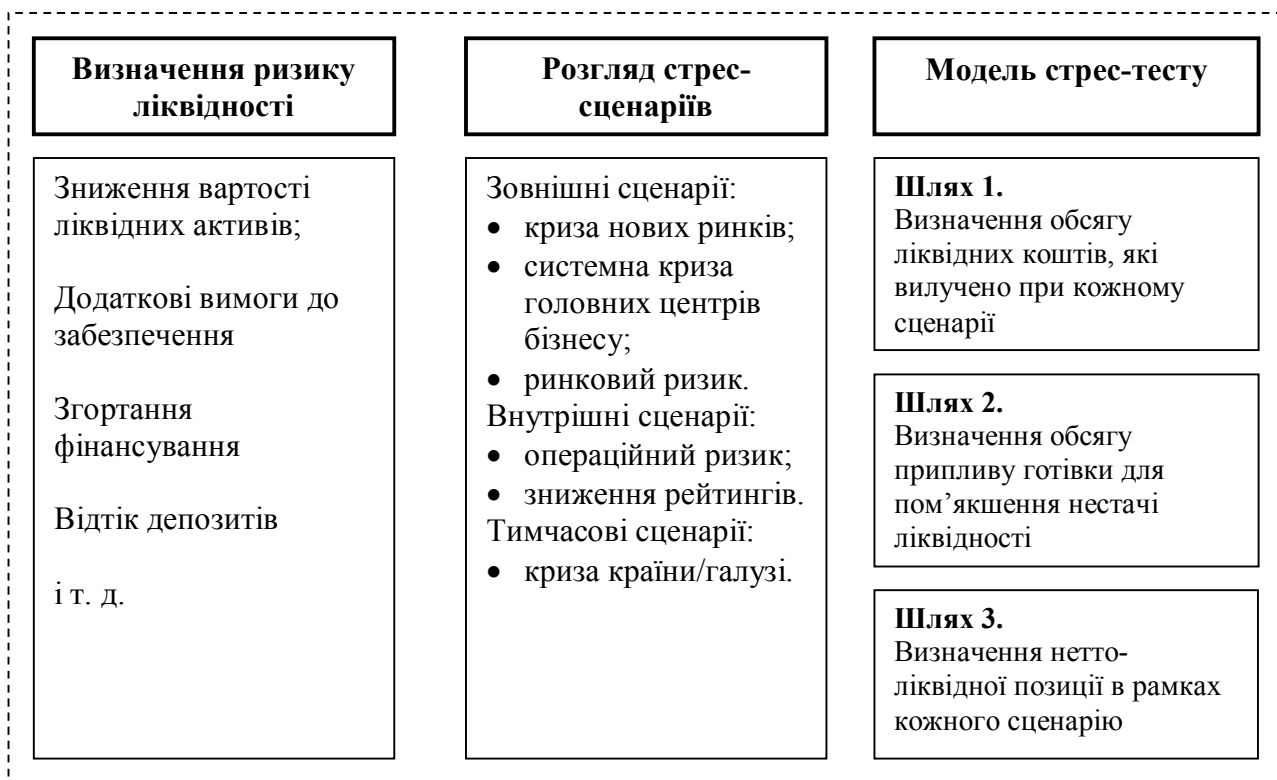 Визначення ризику
ліквідності
Зниження вартості
ліквідних активів;
Додаткові вимоги до
забезпечення
Згортання
фінансування
Відтік депозитів
і т. д.
Розгляд стрес-
сценаріїв
Зовнішні сценарії:
• криза нових ринків;
• системна криза
головних центрів
бізнесу;
• ринковий ризик.
Внутрішні сценарії:
• операційний ризик;
• зниження рейтингів.
Тимчасові сценарії:
• криза країни/галузі.
Модель стрес-тесту
Шлях 1.
Визначення обсягу
ліквідних коштів, які
вилучено при кожному
сценарії
Шлях 2.
Визначення обсягу
припливу готівки для
пом’якшення нестачі
ліквідності
Шлях 3.
Визначення нетто-
ліквідної позиції в рамках
кожного сценарію